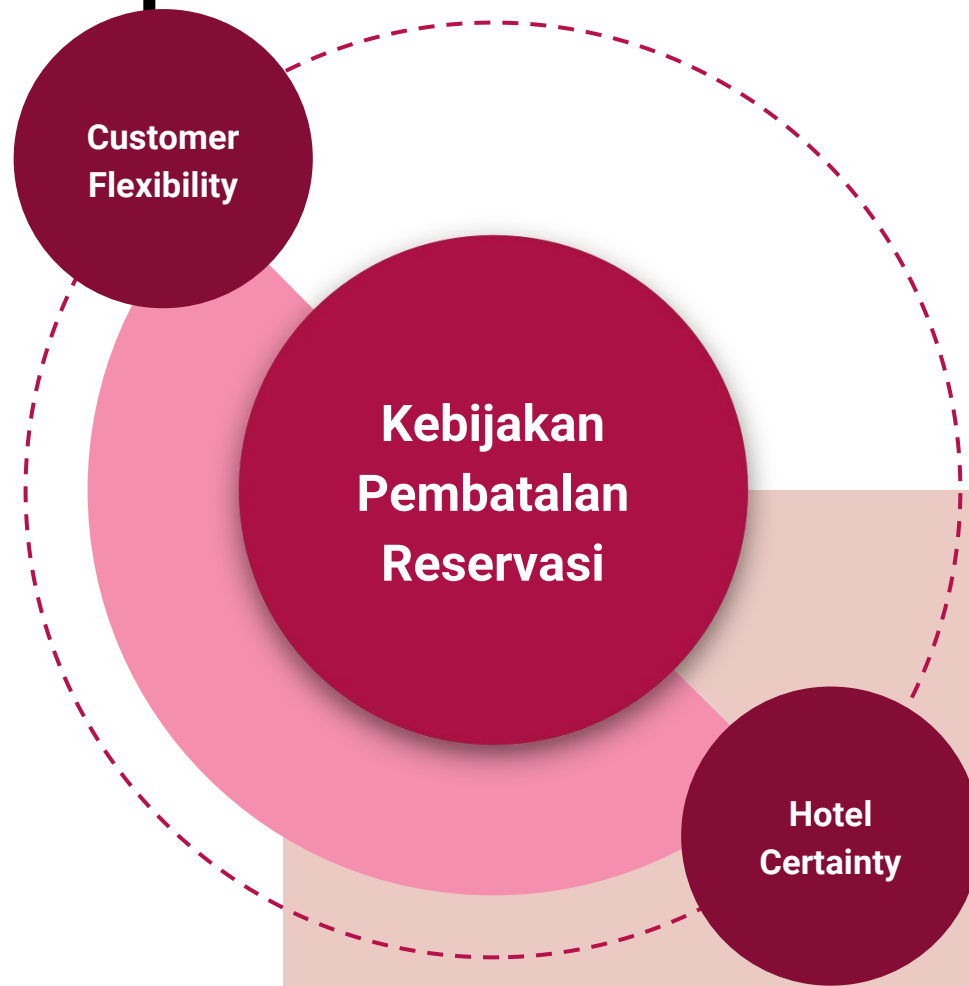 Customer
Flexibility
Kebijakan
Pembatalan
Reservasi
Hotel
Certainty